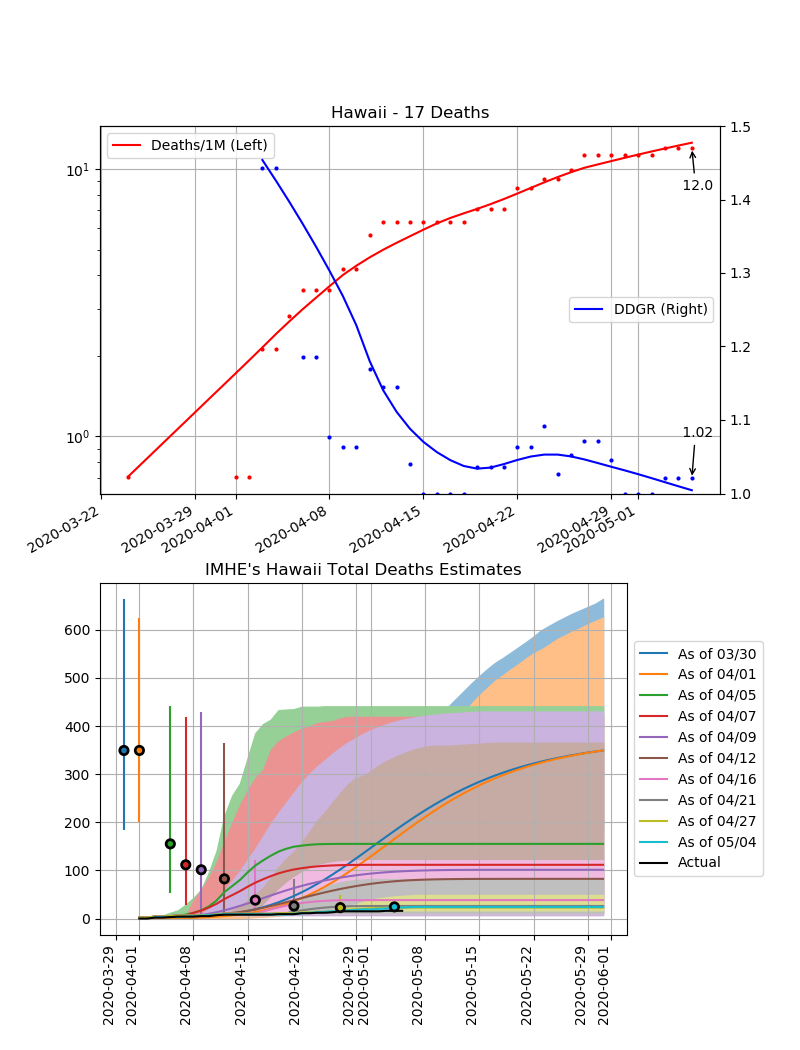 Hawaii - 17 Deaths
Deaths/1M (Left)
DDGR (Right)
12.0
1.02
10¹
10⁰
1.5
1.4
1.3
1.2
1.1
1.0
2020-03-22
2020-03-29
2020-04-01
2020-04-08
2020-04-15
2020-04-22
2020-04-29
2020-05-01
IMHE's Hawaii Total Deaths Estimates
600
500
400
300
200
100
0
2020-03-29
2020-04-01
2020-04-08
2020-04-15
2020-04-22
2020-04-29
2020-05-01
2020-05-08
2020-05-15
2020-05-22
2020-05-29
2020-06-01
As of 03/30
As of 04/01
As of 04/05
As of 04/07
As of 04/09
As of 04/12
As of 04/16
As of 04/21
As of 04/27
As of 05/04
Actual